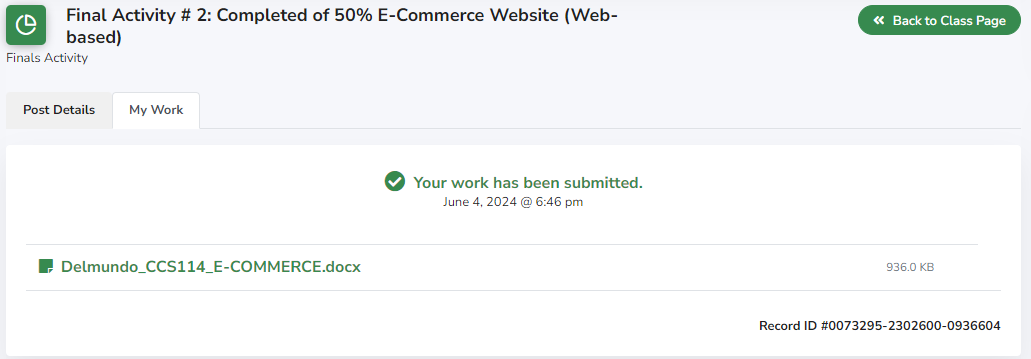 Final Activity # 2: Completed of 50% E-Commerce Website (Web-
based)
Back to Class Page
Finals Activity
Post Details
My Work
Your work has been submitted.
June 4, 2024 @ 6:46 pm
Delmundo_CCS114_E-COMMERCE.docx
936.0 KB
Record ID #0073295-2302600-0936604